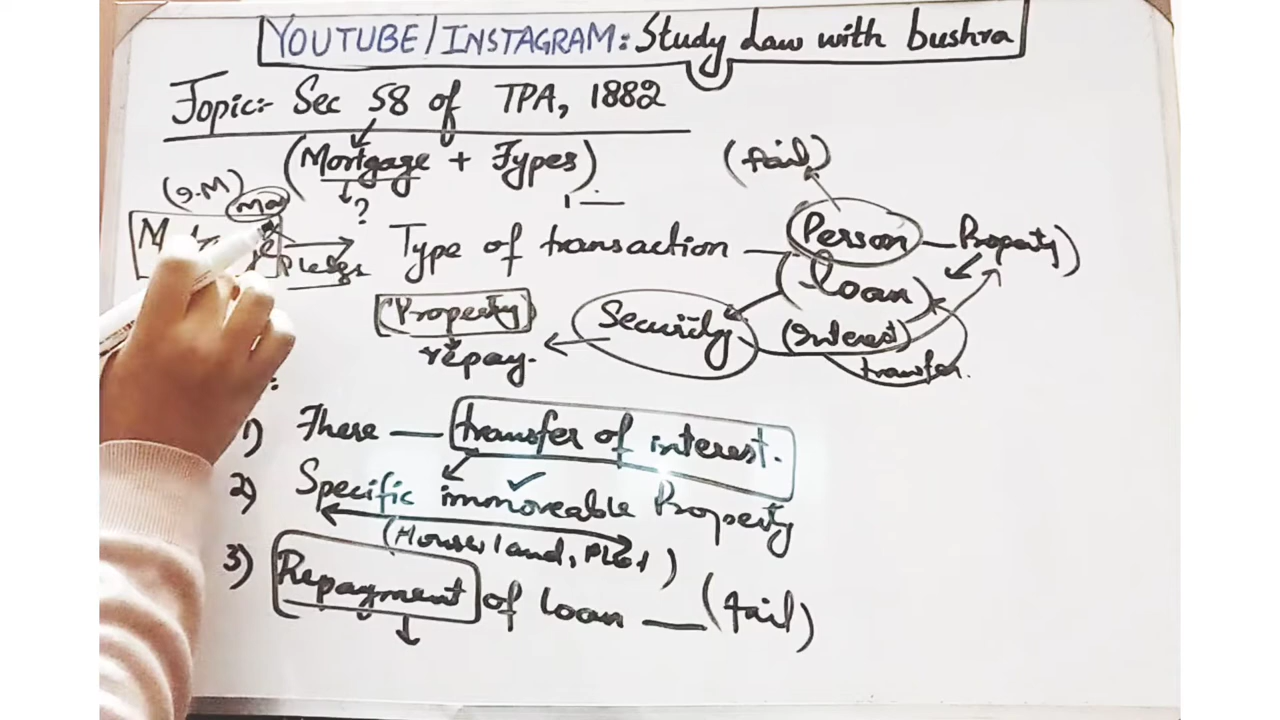 YOUTUBE/INSTAGRAM: Study Law with bushra
Topic:- Sec 58 of TPA, 1882
(Mortgage + Types)
?
(I.M)
Mov
Pledge
Type of transaction — Person — Property)
(fail)
(loan)
(Property) Security (Interest)
repay. transfer.
1) There — transfer of interest.
2) Specific immoveable Property
(House, land, Plot)
3) Repayment of loan — (fail)